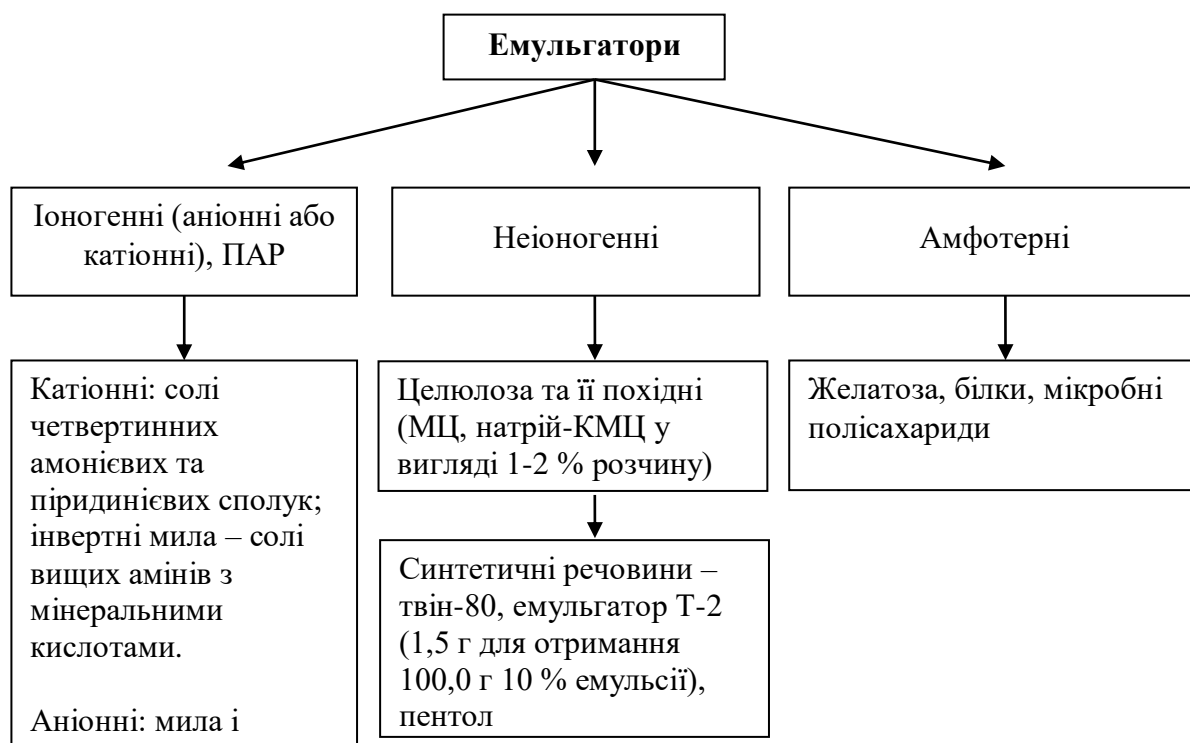 Емульгатори
Іоногенні (аніонні або
катіонні), ПАР
Неіоногенні
Амфотерні
Катіонні: солі
четвертинних
амонієвих та
піридинієвих сполук;
інвертні мила – солі
вищих амінів з
мінеральними
кислотами.
Аніонні: мила і
Целюлоза та її похідні
(МЦ, натрій-КМЦ у
вигляді 1-2 % розчину)
Синтетичні речовини –
твін-80, емульгатор Т-2
(1,5 г для отримання
100,0 г 10 % емульсії),
пентол
Желатоза, білки, мікробні
полісахариди